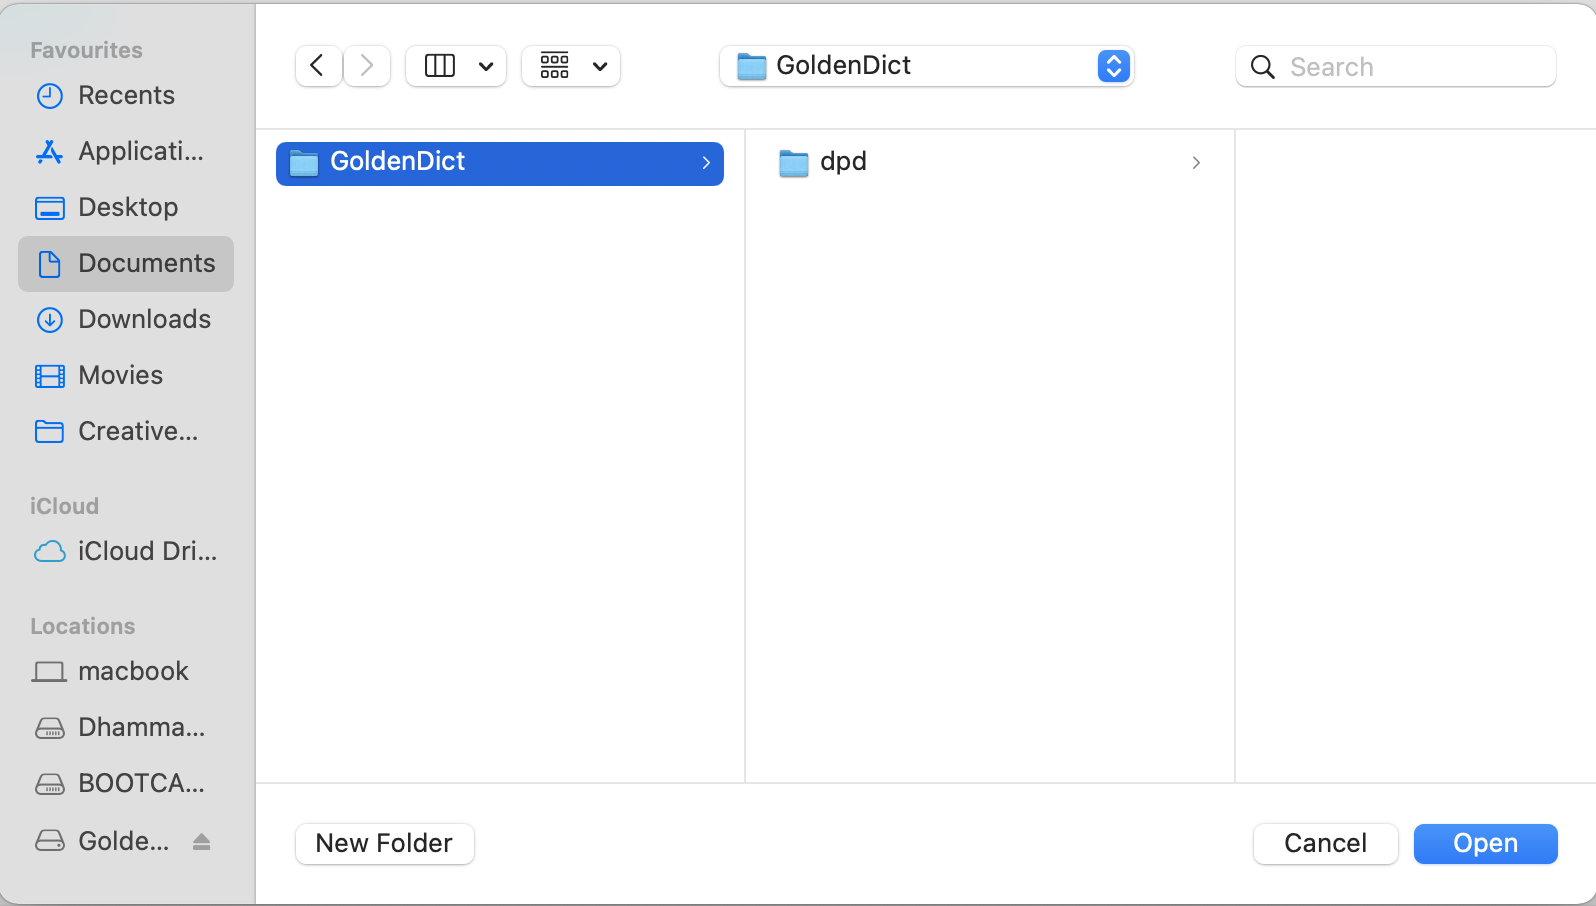 Favourites
Recents
Applicati...
Desktop
Documents
Downloads
Movies
Creative...
iCloud
iCloud Dri...
Locations
macbook
Dhamma...
BOOTCA...
Golde...
GoldenDict
Search
GoldenDict
dpd
New Folder
Cancel
Open